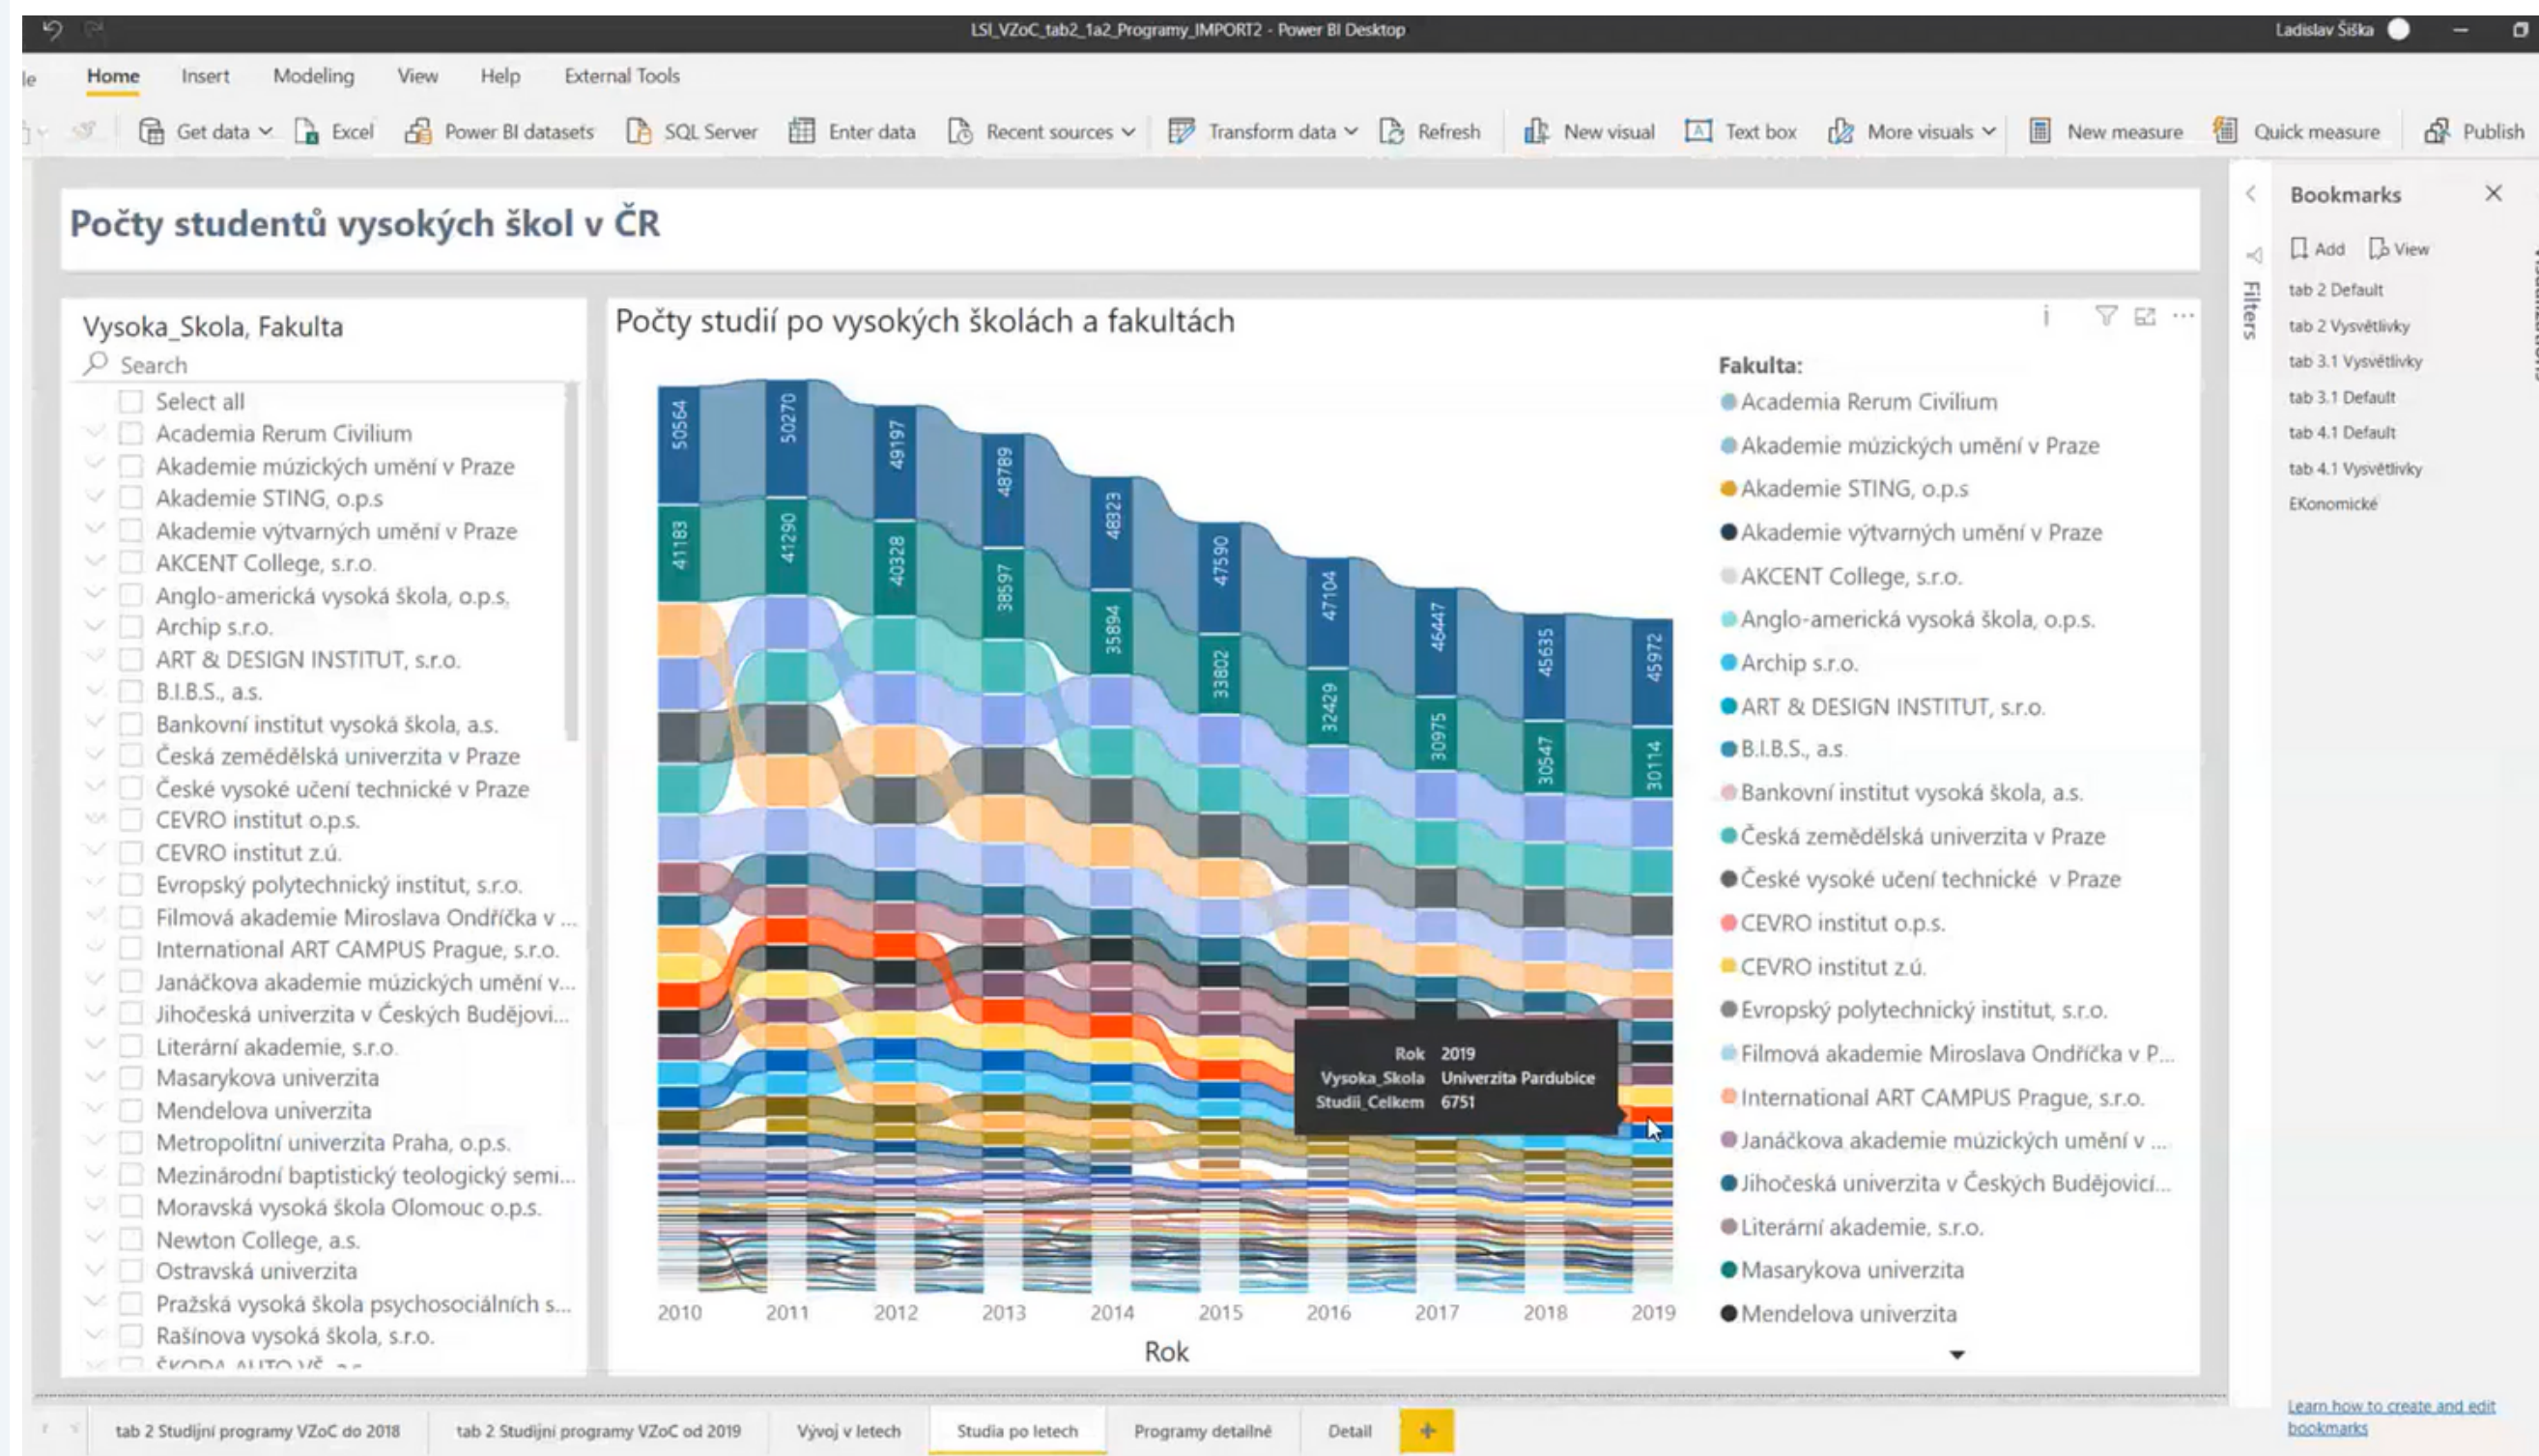 LSI_VZoC_tab2_1a2_Programy_IMPORT2 - Power BI Desktop
Ladislav Šiška
Home Insert Modeling View Help External Tools
Get data Excel Power BI datasets SQL Server Enter data Recent sources Transform data Refresh New visual Text box More visuals New measure Quick measure Publish
Počty studentů vysokých škol v ČR
Vysoka_Skola, Fakulta
Search
Select all
Academia Rerum Civilium
Akademie múzických umění v Praze
Akademie STING, o.p.s
Akademie výtvarných umění v Praze
AKCENT College, s.r.o.
Anglo-americká vysoká škola, o.p.s.
Archip s.r.o.
ART & DESIGN INSTITUT, s.r.o.
B.I.B.S., a.s.
Bankovní institut vysoká škola, a.s.
Česká zemědělská univerzita v Praze
České vysoké učení technické v Praze
CEVRO institut o.p.s.
CEVRO institut z.ú.
Evropský polytechnický institut, s.r.o.
Filmová akademie Miroslava Ondříčka v ...
International ART CAMPUS Prague, s.r.o.
Janáčkova akademie múzických umění v...
Jihočeská univerzita v Českých Budějovi...
Literární akademie, s.r.o.
Masarykova univerzita
Mendelova univerzita
Metropolitní univerzita Praha, o.p.s.
Mezinárodní baptistický teologický semi...
Moravská vysoká škola Olomouc o.p.s.
Newton College, a.s.
Ostravská univerzita
Pražská vysoká škola psychosociálních s...
Rašínova vysoká škola, s.r.o.
ŠKODA AUTO VŠ, a.s.
Počty studií po vysokých školách a fakultách
50564 50270 49197 48789 48323 47590 47104 46447 45635 45972
41183 41290 40328 38597 35894 33802 32429 30975 30547 30114
Rok 2019
Vysoka_Skola Univerzita Pardubice
Studii_Celkem 6751
2010 2011 2012 2013 2014 2015 2016 2017 2018 2019
Rok
Fakulta:
Academia Rerum Civilium
Akademie múzických umění v Praze
Akademie STING, o.p.s
Akademie výtvarných umění v Praze
AKCENT College, s.r.o.
Anglo-americká vysoká škola, o.p.s.
Archip s.r.o.
ART & DESIGN INSTITUT, s.r.o.
B.I.B.S., a.s.
Bankovní institut vysoká škola, a.s.
Česká zemědělská univerzita v Praze
České vysoké učení technické v Praze
CEVRO institut o.p.s.
CEVRO institut z.ú.
Evropský polytechnický institut, s.r.o.
Filmová akademie Miroslava Ondříčka v P...
International ART CAMPUS Prague, s.r.o.
Janáčkova akademie múzických umění v ...
Jihočeská univerzita v Českých Budějovicí...
Literární akademie, s.r.o.
Masarykova univerzita
Mendelova univerzita
Filters
Bookmarks
Add View
tab 2 Default
tab 2 Vysvětlivky
tab 3.1 Vysvětlivky
tab 3.1 Default
tab 4.1 Default
tab 4.1 Vysvětlivky
EKonomické
Learn how to create and edit
bookmarks
tab 2 Studijní programy VZoC do 2018 tab 2 Studijní programy VZoC od 2019 Vývoj v letech Studia po letech Programy detailně Detail